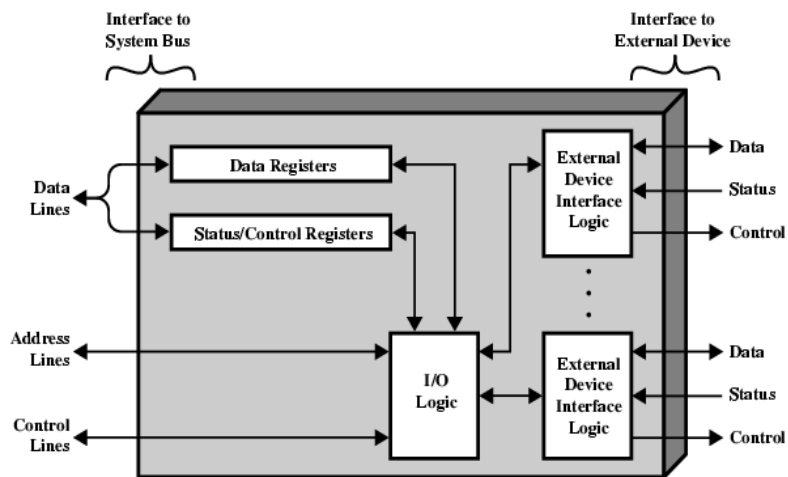 Interface to
System Bus
Interface to
External Device
Data Registers
External
Device
Interface
Logic
Data
Status
Control
Data
Lines
Status/Control Registers
Address
Lines
I/O
Logic
External
Device
Interface
Logic
Data
Status
Control
Control
Lines